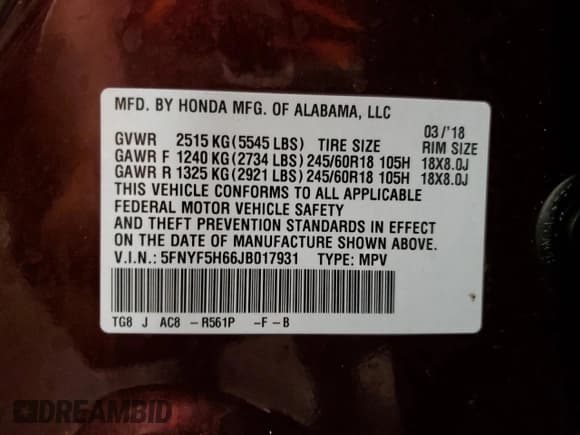 MFD. BY HONDA MFG. OF ALABAMA, LLC
03/'18
GVWR 2515 KG (5545 LBS) TIRE SIZE RIM SIZE
GAWR F 1240 KG (2734 LBS) 245/60R18 105H 18X8.0J
GAWR R 1325 KG (2921 LBS) 245/60R18 105H 18X8.0J
THIS VEHICLE CONFORMS TO ALL APPLICABLE
FEDERAL MOTOR VEHICLE SAFETY
AND THEFT PREVENTION STANDARDS IN EFFECT
ON THE DATE OF MANUFACTURE SHOWN ABOVE.
V.I.N.: 5FNYF5H66JB017931 TYPE: MPV
TG8 J AC8 - R561P -F-B
DREAMBID